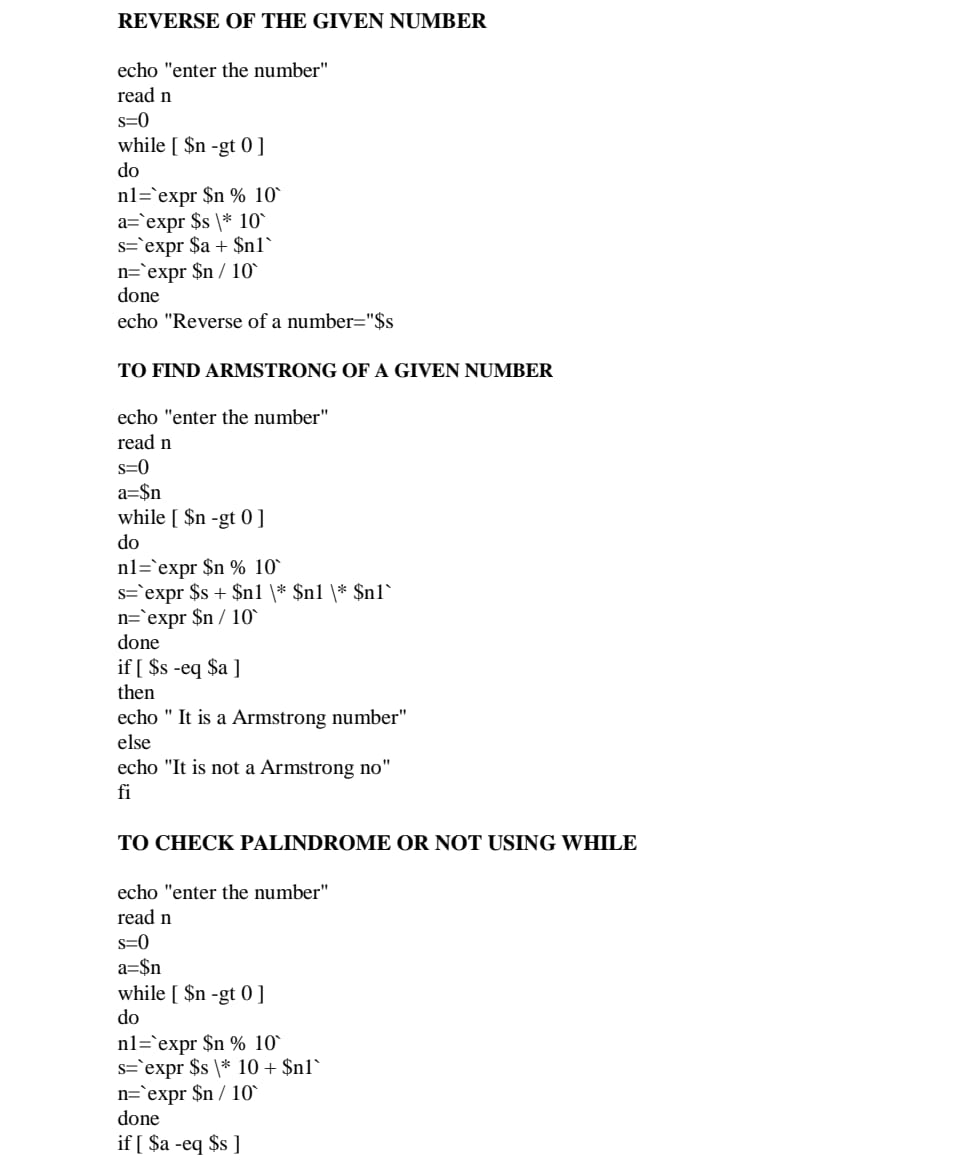 REVERSE OF THE GIVEN NUMBER
echo "enter the number"
read n
s=0
while [ $n -gt 0 ]
do
n1=`expr $n % 10`
a=`expr $s \* 10`
s=`expr $a + $n1`
n=`expr $n / 10`
done
echo "Reverse of a number="$s
TO FIND ARMSTRONG OF A GIVEN NUMBER
echo "enter the number"
read n
s=0
a=$n
while [ $n -gt 0 ]
do
n1=`expr $n % 10`
s=`expr $s + $n1 \* $n1 \* $n1`
n=`expr $n / 10`
done
if [ $s -eq $a ]
then
echo " It is a Armstrong number"
else
echo "It is not a Armstrong no"
fi
TO CHECK PALINDROME OR NOT USING WHILE
echo "enter the number"
read n
s=0
a=$n
while [ $n -gt 0 ]
do
n1=`expr $n % 10`
s=`expr $s \* 10 + $n1`
n=`expr $n / 10`
done
if [ $a -eq $s ]